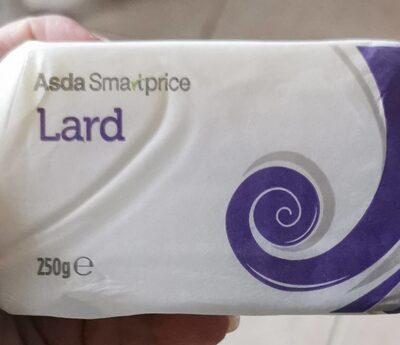 Asda Smartprice
Lard
250g ℮